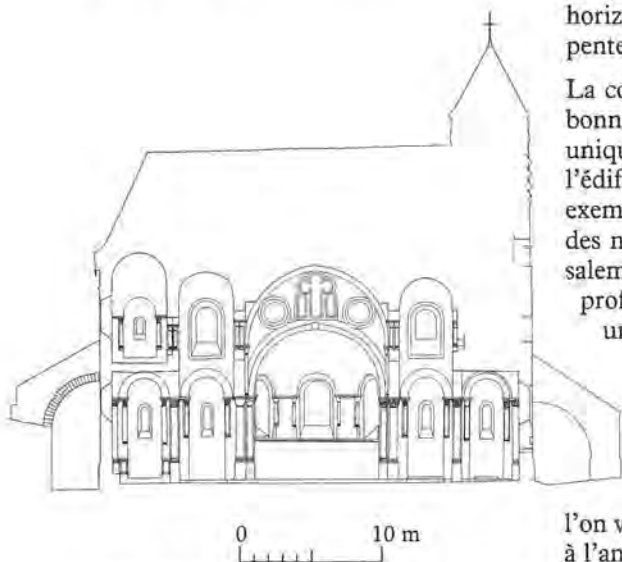 horiz
pente
La co
bonn
uniqu
l'édif
exem
des n
salem
prof
un
0 10 m
l'on v
à l'an